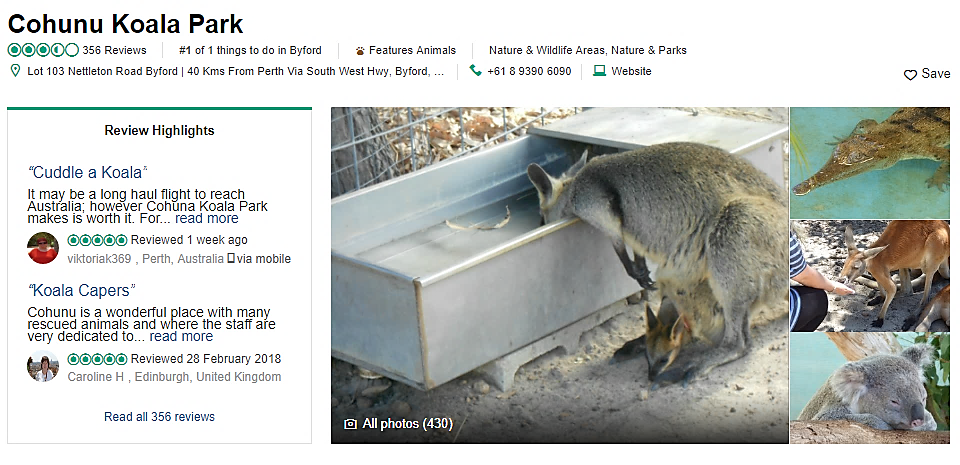 Cohunu Koala Park
356 Reviews #1 of 1 things to do in Byford Features Animals Nature & Wildlife Areas, Nature & Parks
Lot 103 Nettleton Road Byford | 40 Kms From Perth Via South West Hwy, Byford, ... +61 8 9390 6090 Website
Save
Review Highlights
“Cuddle a Koala”
It may be a long haul flight to reach
Australia; however Cohuna Koala Park
makes is worth it. For... read more
Reviewed 1 week ago
viktoriak369 , Perth, Australia via mobile
“Koala Capers”
Cohunu is a wonderful place with many
rescued animals and where the staff are
very dedicated to... read more
Reviewed 28 February 2018
Caroline H , Edinburgh, United Kingdom
Read all 356 reviews
All photos (430)